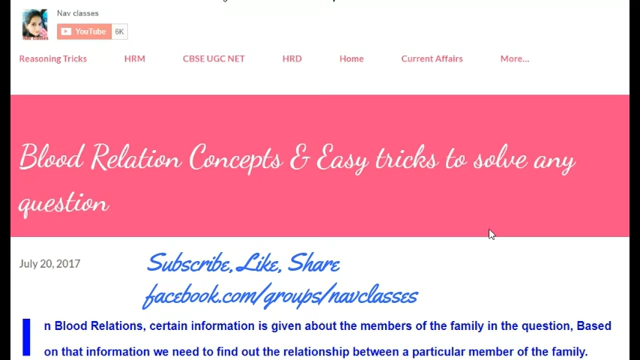 Nav classes
YouTube 6K
Reasoning Tricks HRM CBSE UGC NET HRD Home Current Affairs More...
Blood Relation Concepts & Easy tricks to solve any
question
July 20, 2017
Subscribe, Like, Share
facebook.com/groups/navclasses
In Blood Relations, certain information is given about the members of the family in the question, Based
on that information we need to find out the relationship between a particular member of the family.